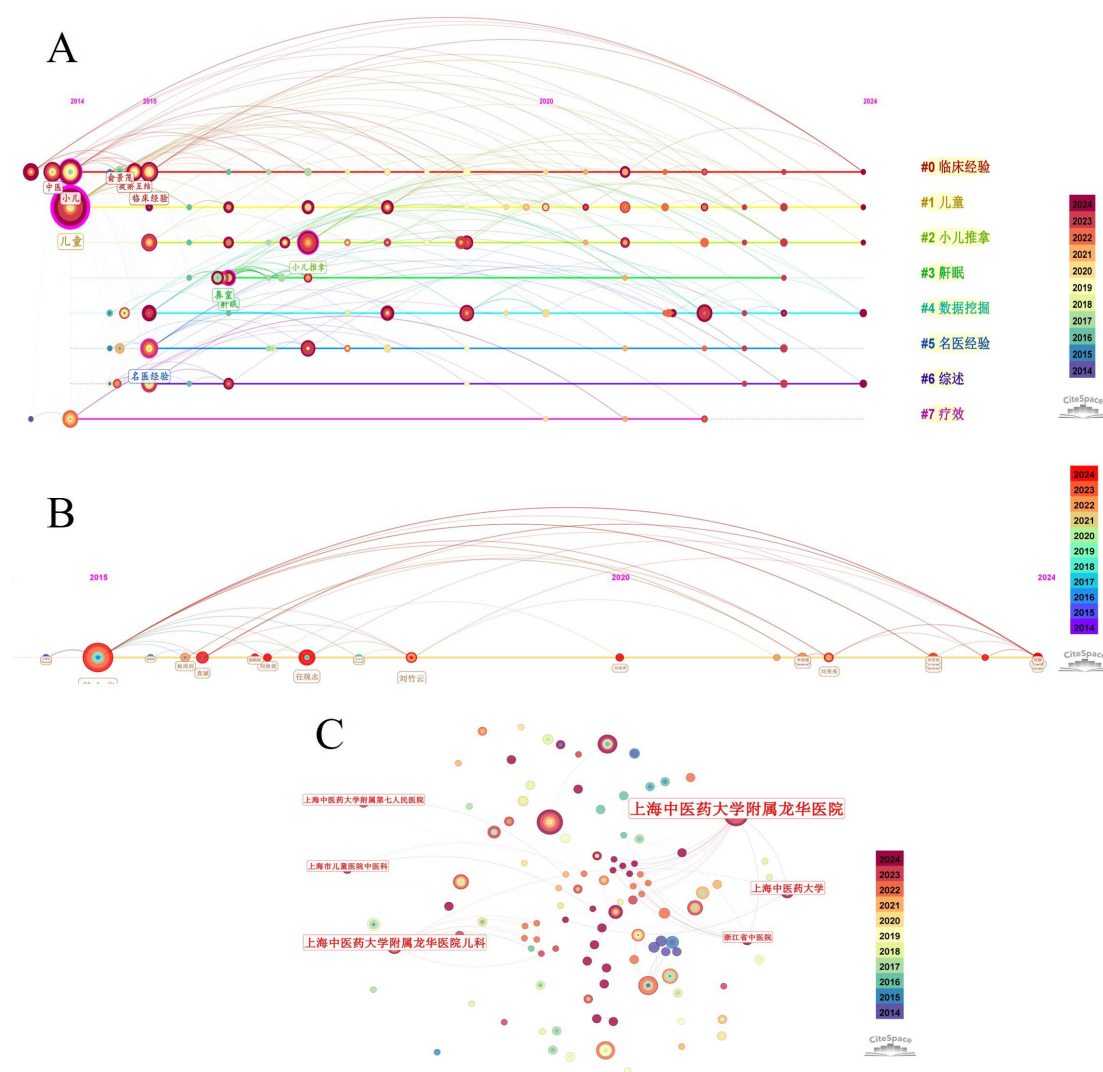 A
2014
2015
2020
2024
#0 临床经验
#1 儿童
#2 小儿推拿
#3 鼾眠
#4 数据挖掘
#5 名医经验
#6 综述
#7 疗效
中医
小儿
俞景茂
痰瘀互结
临床经验
儿童
小儿推拿
鼻窒
鼾眠
名医经验
2024
2023
2022
2021
2020
2019
2018
2017
2016
2015
2014
CiteSpace
B
2015
2020
2024
袁斌
任现志
刘竹云
2024
2023
2022
2021
2020
2019
2018
2017
2016
2015
2014
CiteSpace
C
上海中医药大学附属第七人民医院
上海中医药大学附属龙华医院
上海市儿童医院中医科
上海中医药大学
上海中医药大学附属龙华医院儿科
浙江省中医院
2024
2023
2022
2021
2020
2019
2018
2017
2016
2015
2014
CiteSpace